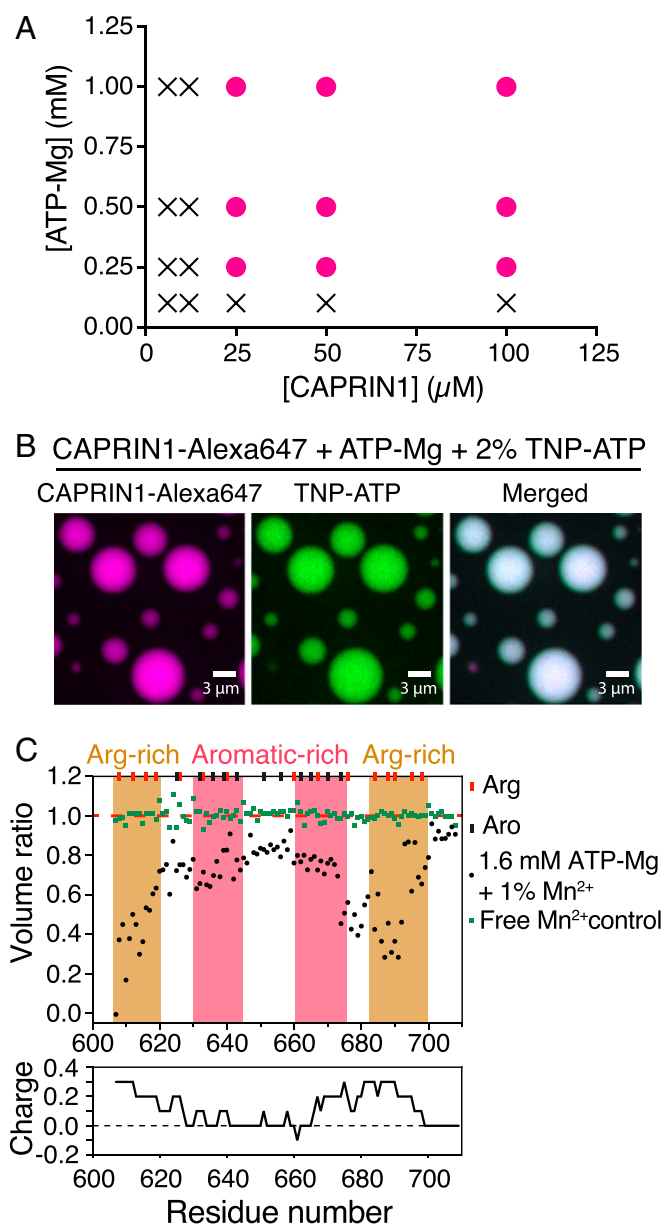 A
1.25
1.00
0.75
0.50
0.25
0.00
[ATP-Mg] (mM)
0 25 50 75 100 125
[CAPRIN1] (µM)
B CAPRIN1-Alexa647 + ATP-Mg + 2% TNP-ATP
CAPRIN1-Alexa647 TNP-ATP Merged
3 µm 3 µm 3 µm
C
Arg-rich Aromatic-rich Arg-rich
1.2
1.0
0.8
0.6
0.4
0.2
0.0
Volume ratio
600 620 640 660 680 700
Arg
Aro
1.6 mM ATP-Mg
+ 1% Mn²⁺
Free Mn²⁺control
0.4
0.2
0.0
-0.2
Charge
600 620 640 660 680 700
Residue number